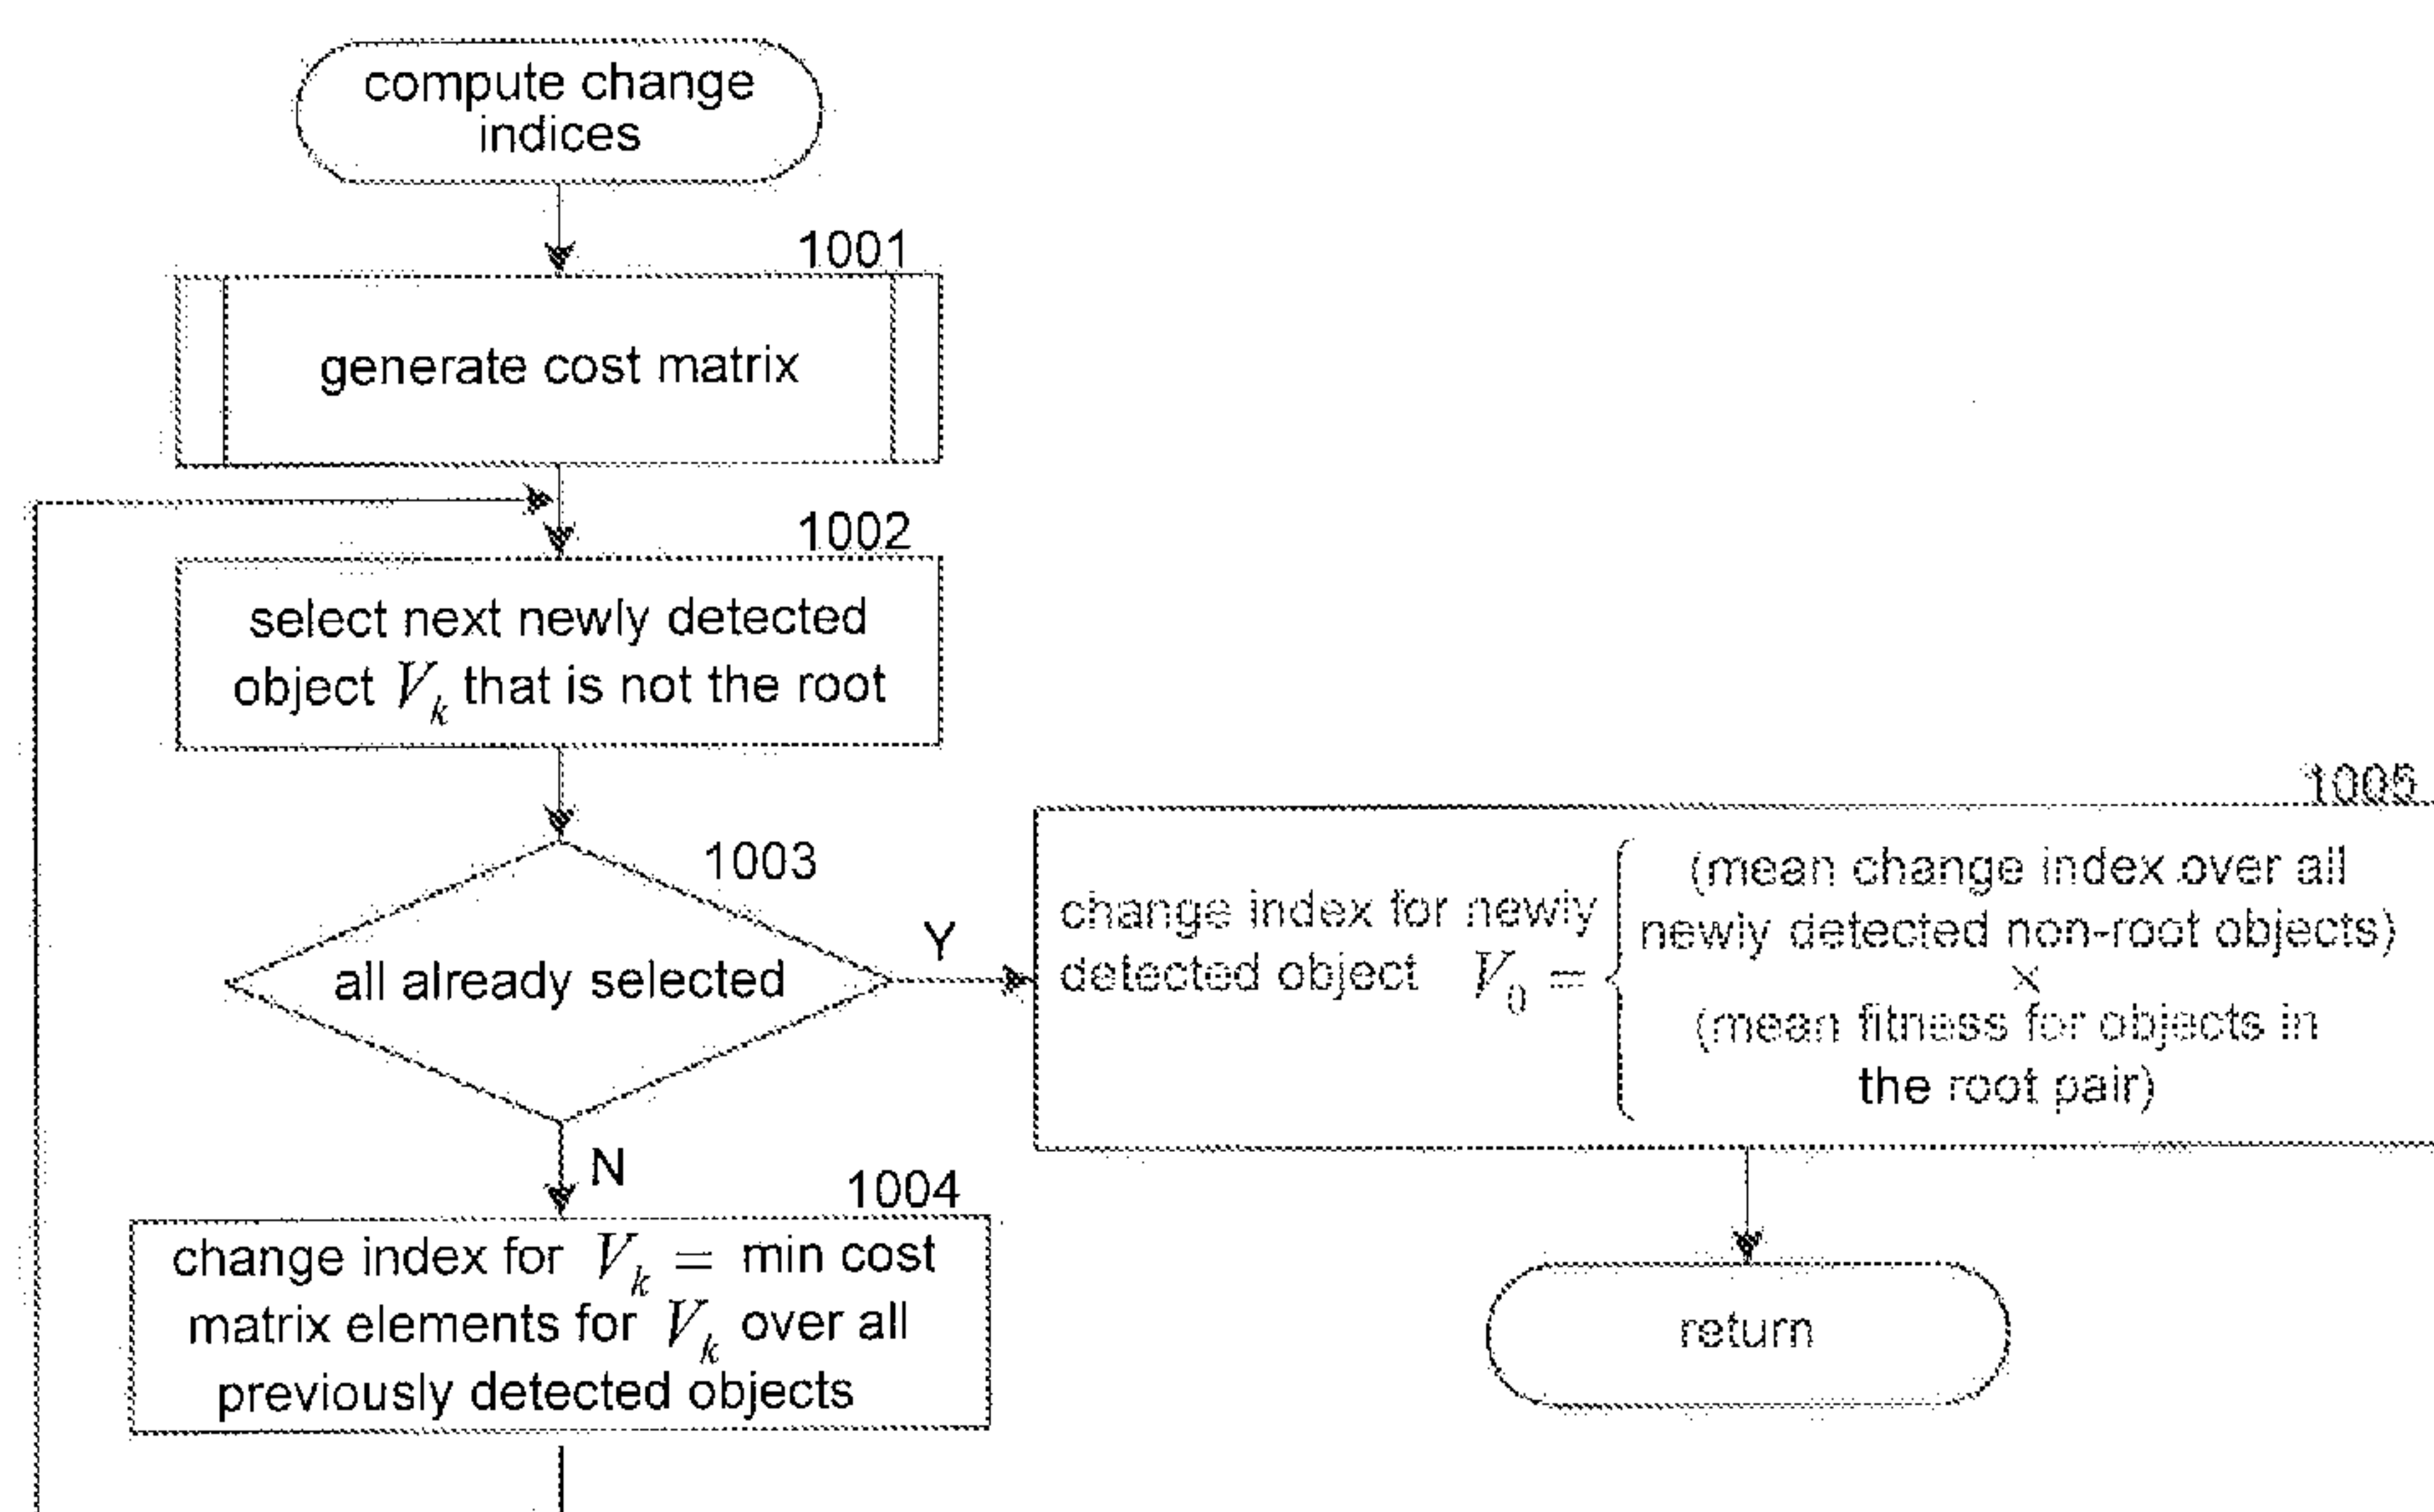 compute change
indices
1001
generate cost matrix
1002
select next newly detected
object V_k that is not the root
1003
all already selected
Y
N
1004
change index for V_k = min cost
matrix elements for V_k over all
previously detected objects
1005
change index for newly
detected object V_0 =
(mean change index over all
newly detected non-root objects)
×
(mean fitness for objects in
the root pair)
return